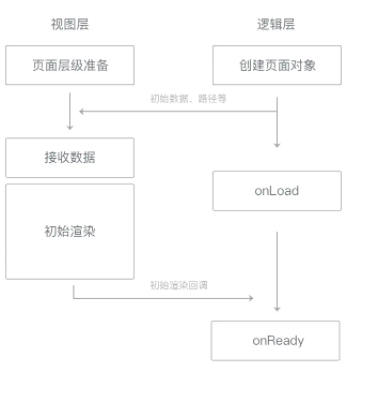 视图层
逻辑层
页面层级准备
创建页面对象
初始数据、路径等
接收数据
onLoad
初始渲染
初始渲染回调
onReady